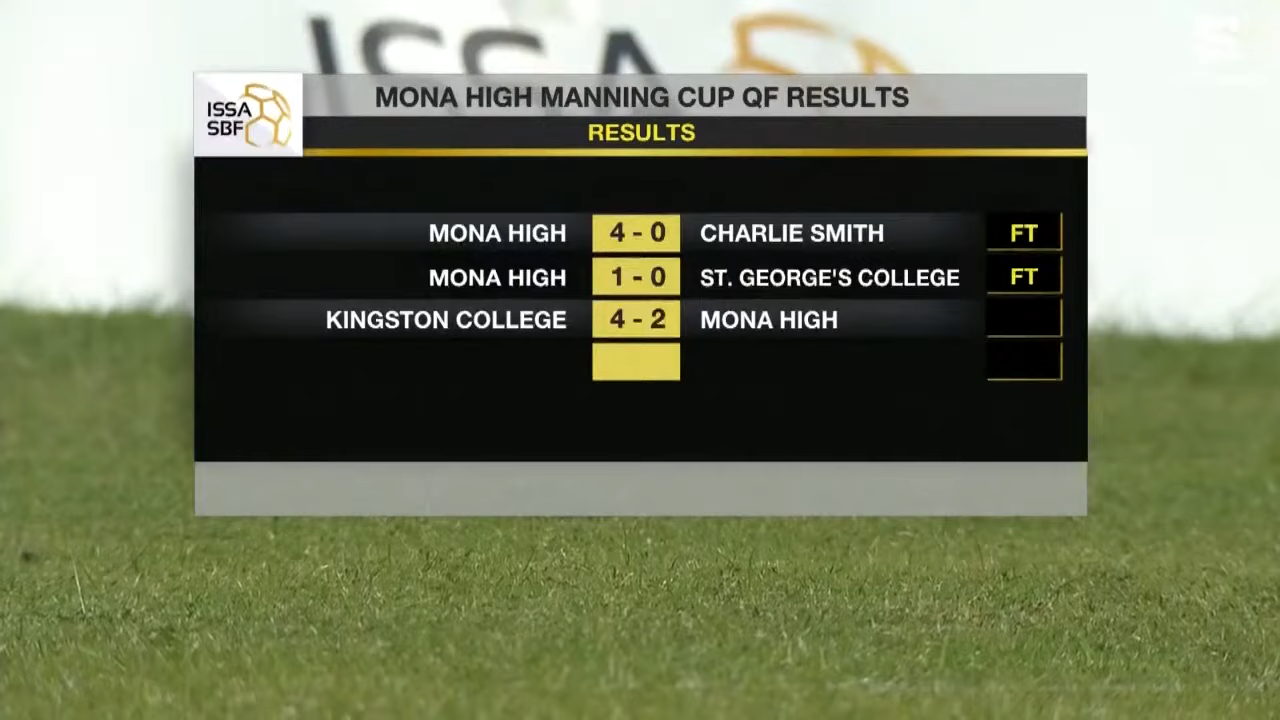 ISSA
ISSA
SBF
MONA HIGH MANNING CUP QF RESULTS
RESULTS
MONA HIGH 4 - 0 CHARLIE SMITH FT
MONA HIGH 1 - 0 ST. GEORGE'S COLLEGE FT
KINGSTON COLLEGE 4 - 2 MONA HIGH